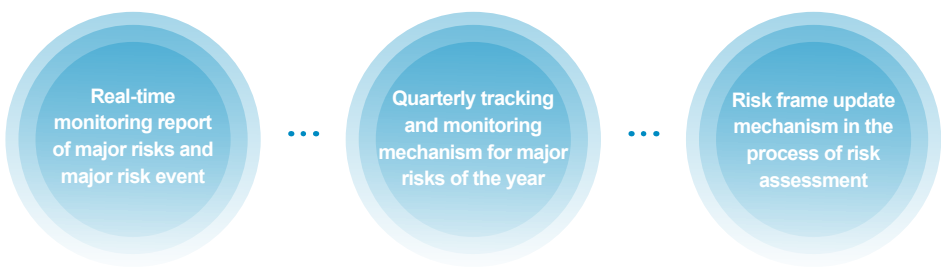 Real-time
monitoring report
of major risks and
major risk event
...
Quarterly tracking
and monitoring
mechanism for major
risks of the year
...
Risk frame update
mechanism in the
process of risk
assessment